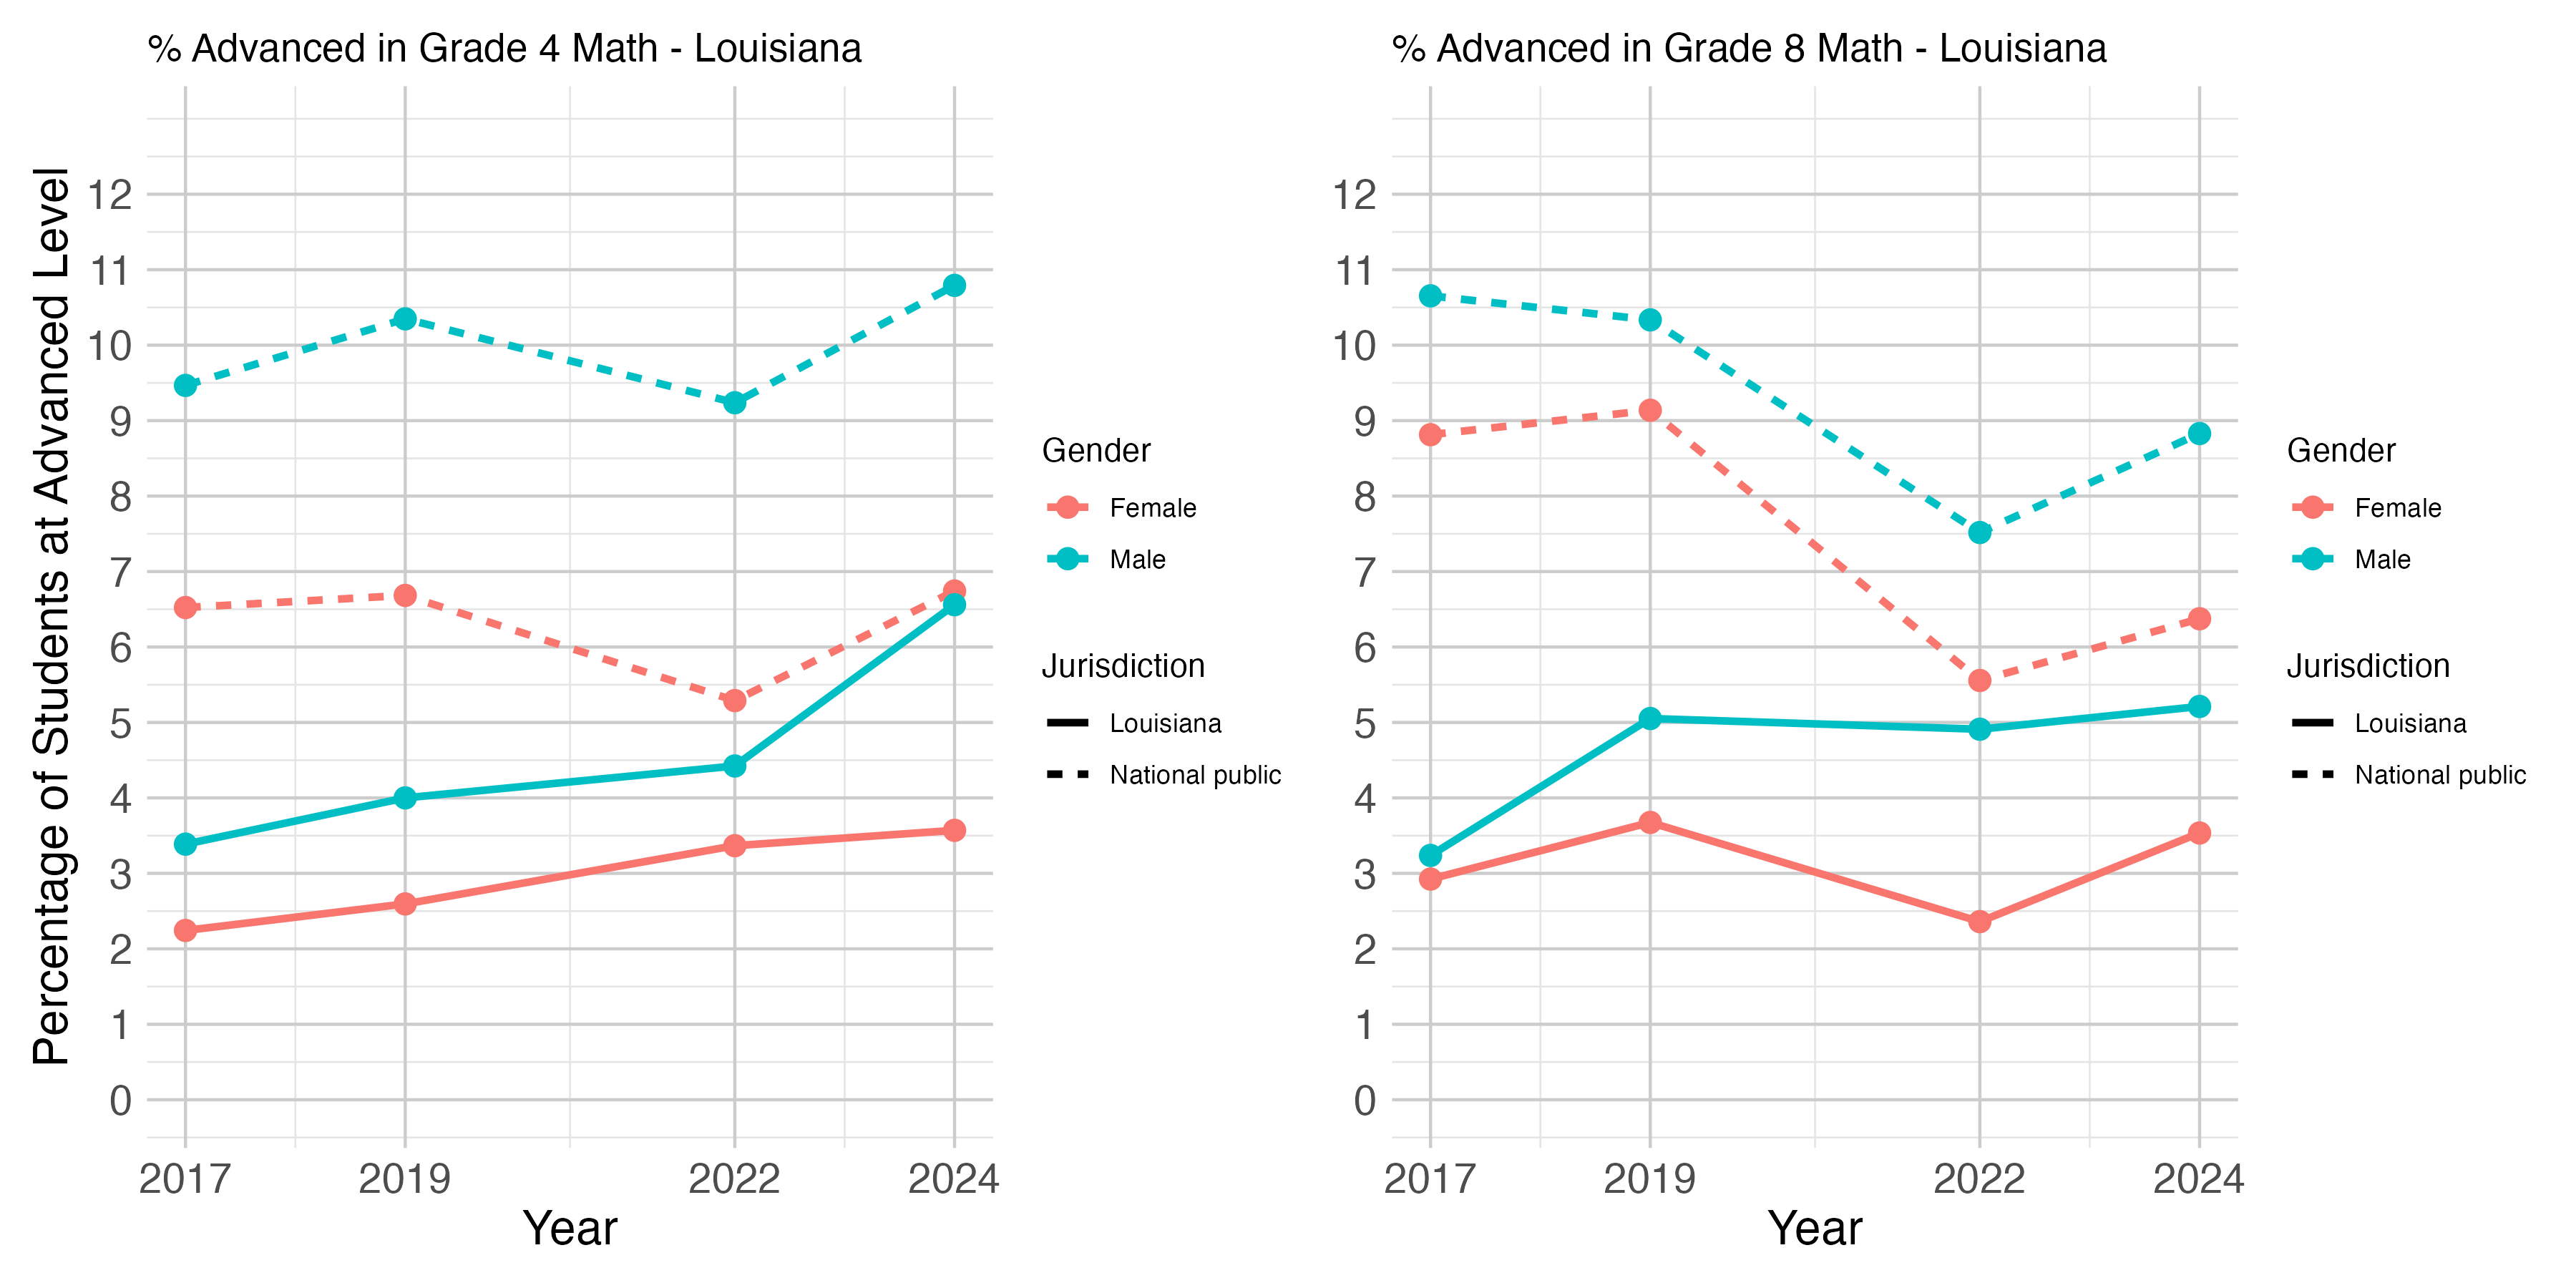 % Advanced in Grade 4 Math - Louisiana
Percentage of Students at Advanced Level
12
11
10
9
8
7
6
5
4
3
2
1
0
2017 2019 2022 2024
Year
Gender
Female
Male
Jurisdiction
Louisiana
National public
% Advanced in Grade 8 Math - Louisiana
12
11
10
9
8
7
6
5
4
3
2
1
0
2017 2019 2022 2024
Year
Gender
Female
Male
Jurisdiction
Louisiana
National public